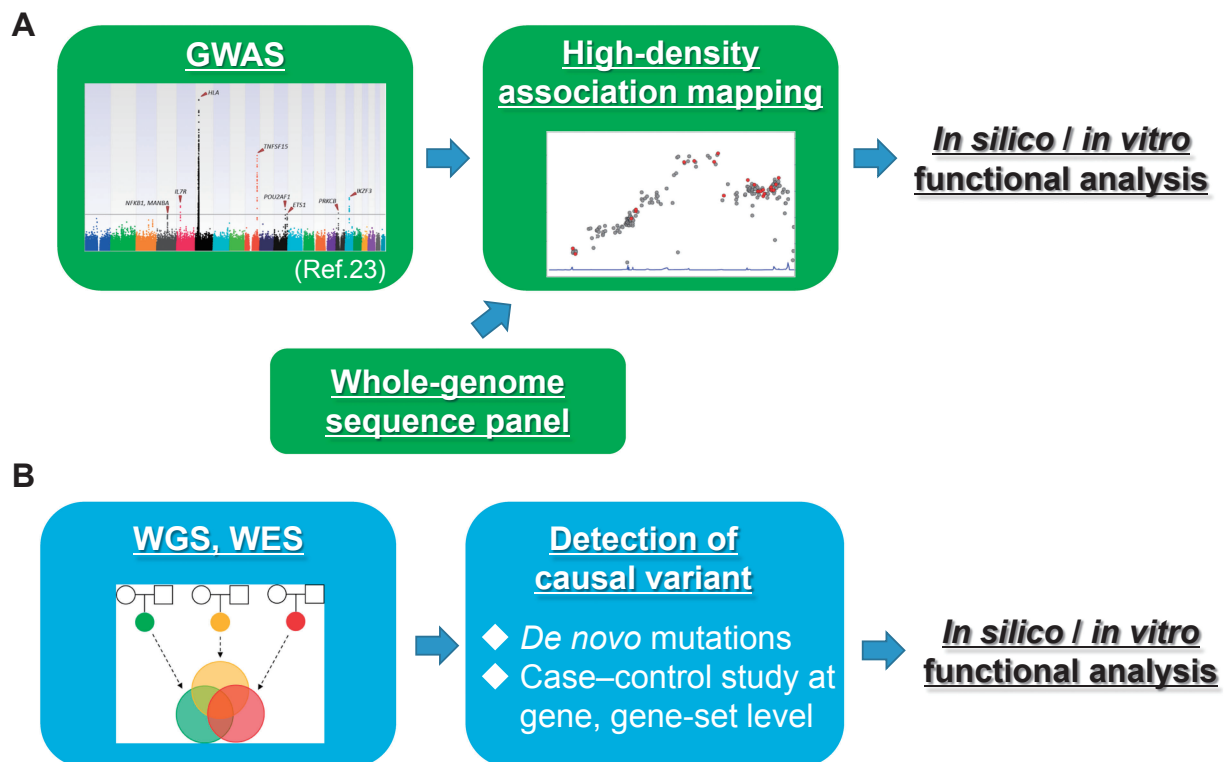 A
GWAS
HLA
TNFSF15
IL7R
NFKB1, MANBA
POU2AF1
ETS1
PRKCB
IKZF3
(Ref.23)
High-density
association mapping
In silico / in vitro
functional analysis
Whole-genome
sequence panel
B
WGS, WES
Detection of
causal variant
De novo mutations
Case–control study at
gene, gene-set level
In silico / in vitro
functional analysis